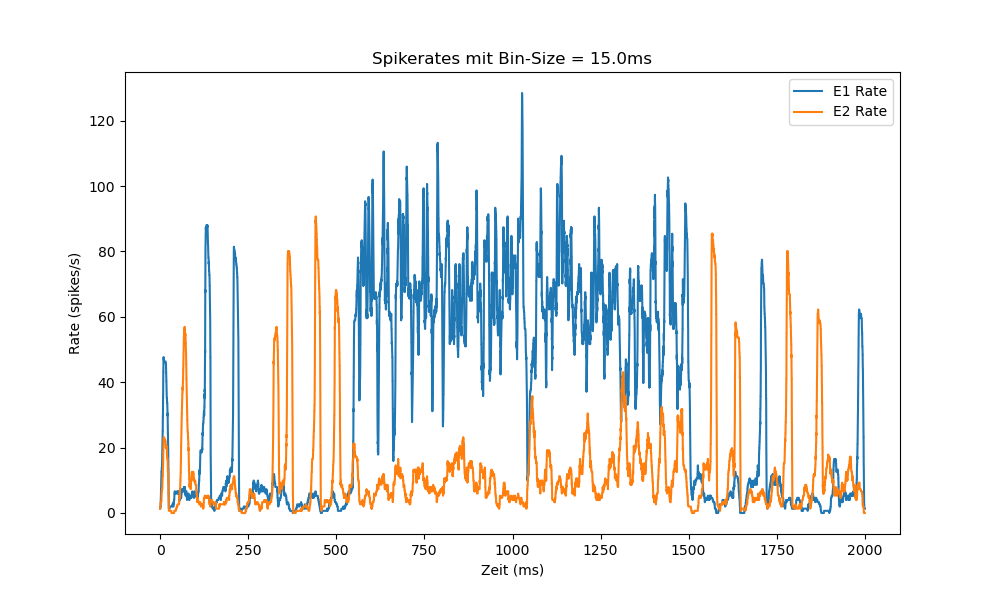 Spikerates mit Bin-Size = 15.0ms
E1 Rate
E2 Rate
Rate (spikes/s)
120
100
80
60
40
20
0
0 250 500 750 1000 1250 1500 1750 2000
Zeit (ms)